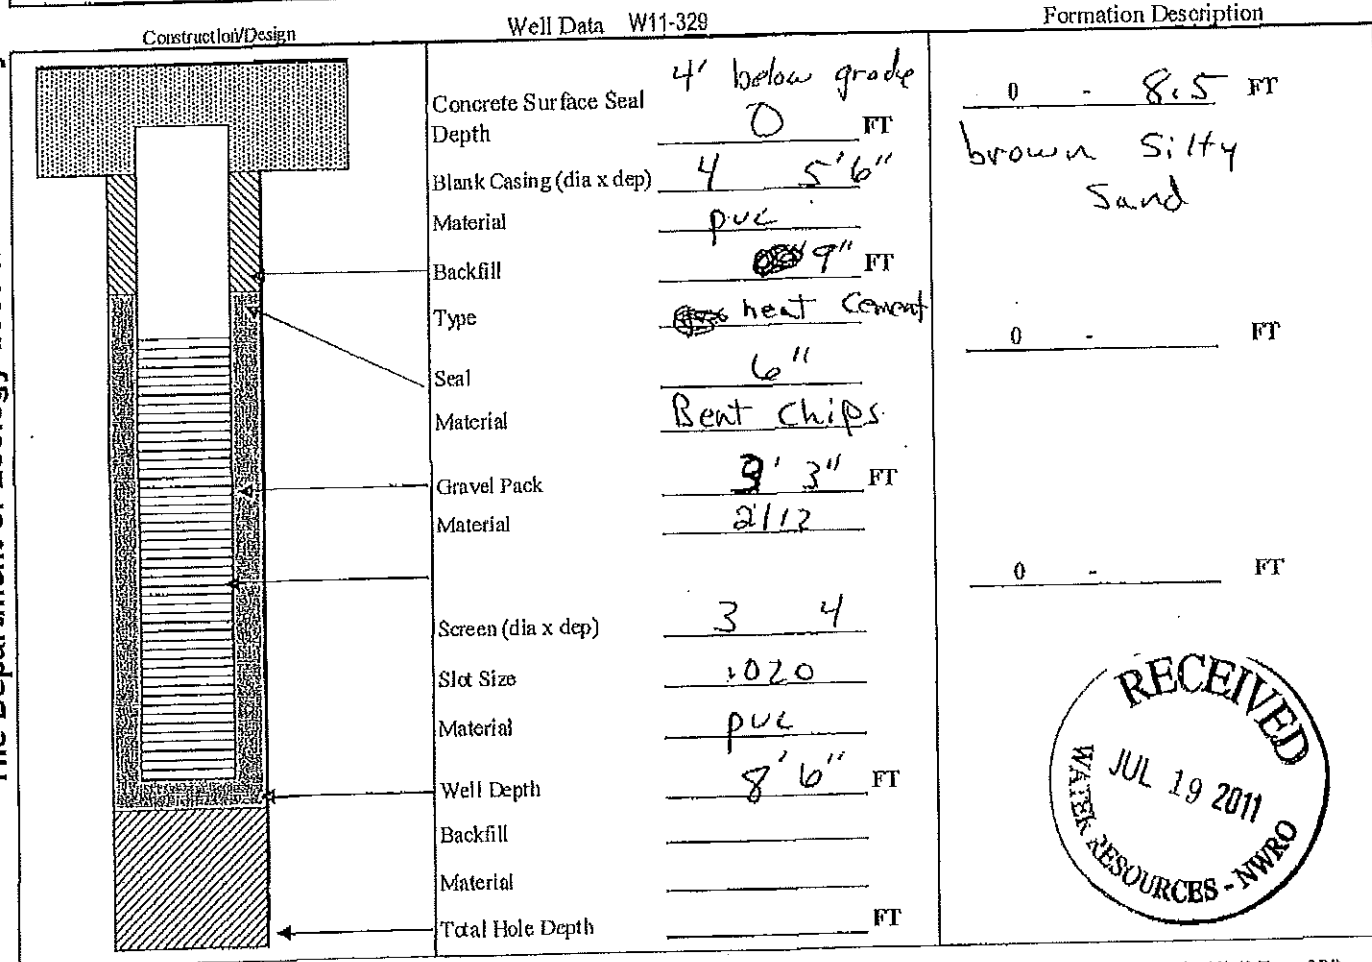 Construction/Design
Well Data W11-329
Formation Description
4' below grade
Concrete Surface Seal
Depth 0 FT
Blank Casing (dia x dep) 4 5'6"
Material pvc
Backfill 9" FT
Type neat Cement
Seal 6"
Material Bent Chips
Gravel Pack 3' 3" FT
Material 2/12
Screen (dia x dep) 3 4
Slot Size .020
Material pvc
Well Depth 8' 6" FT
Backfill
Material
Total Hole Depth FT
0 - 8.5 FT
brown Silty
Sand
0 - FT
0 - FT
RECEIVED
JUL 19 2011
WATER RESOURCES - NWRO